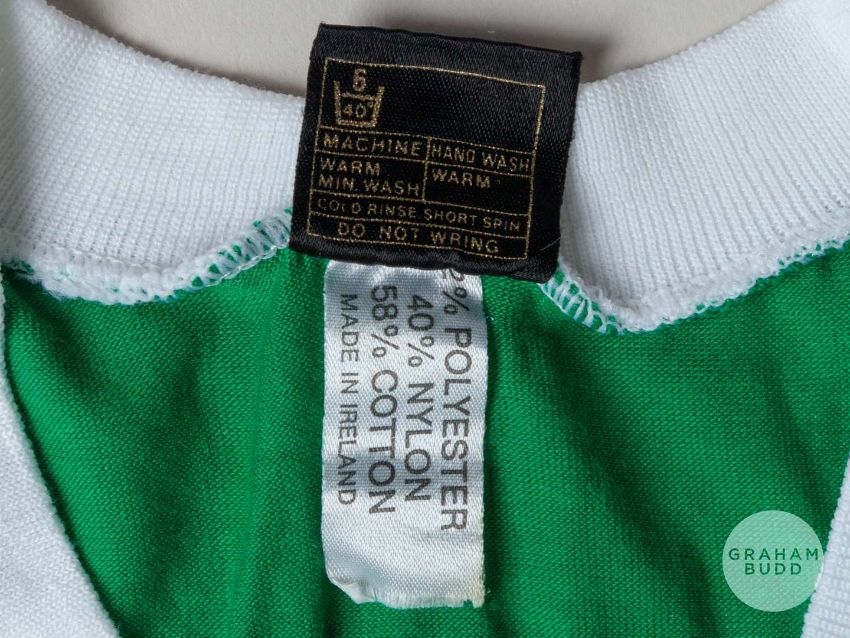 6
40°
MACHINE HAND WASH
WARM WARM
MIN. WASH
COLD RINSE SHORT SPIN
DO NOT WRING
2% POLYESTER
40% NYLON
58% COTTON
MADE IN IRELAND
GRAHAM
BUDD